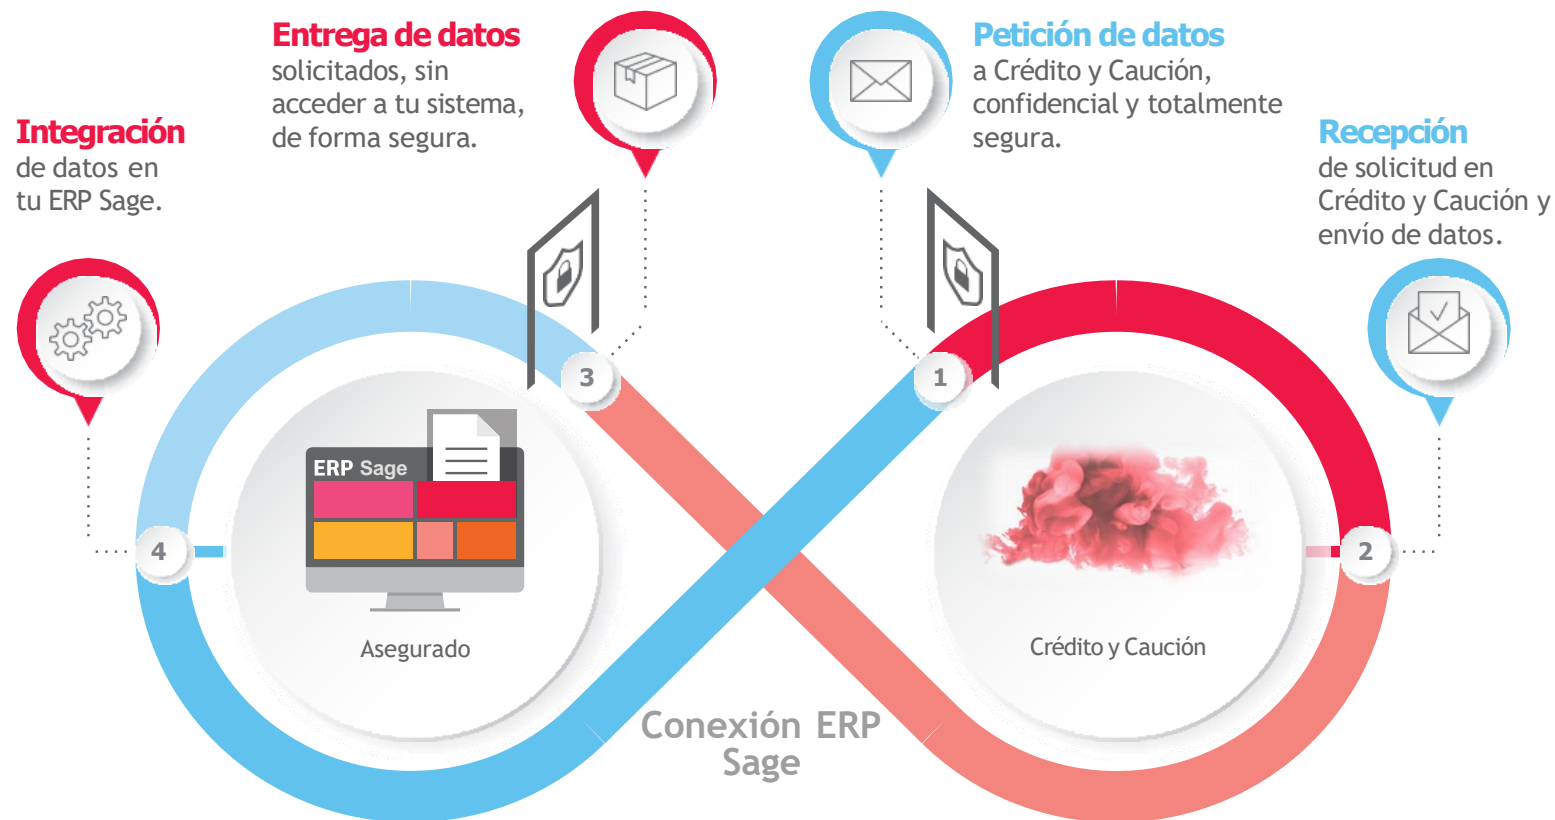 Entrega de datos
solicitados, sin
acceder a tu sistema,
de forma segura.
Petición de datos
a Crédito y Caución,
confidencial y totalmente
segura.
Integración
de datos en
tu ERP Sage.
Recepción
de solicitud en
Crédito y Caución y
envío de datos.
3
1
ERP Sage
4
2
Asegurado
Crédito y Caución
Conexión ERP
Sage